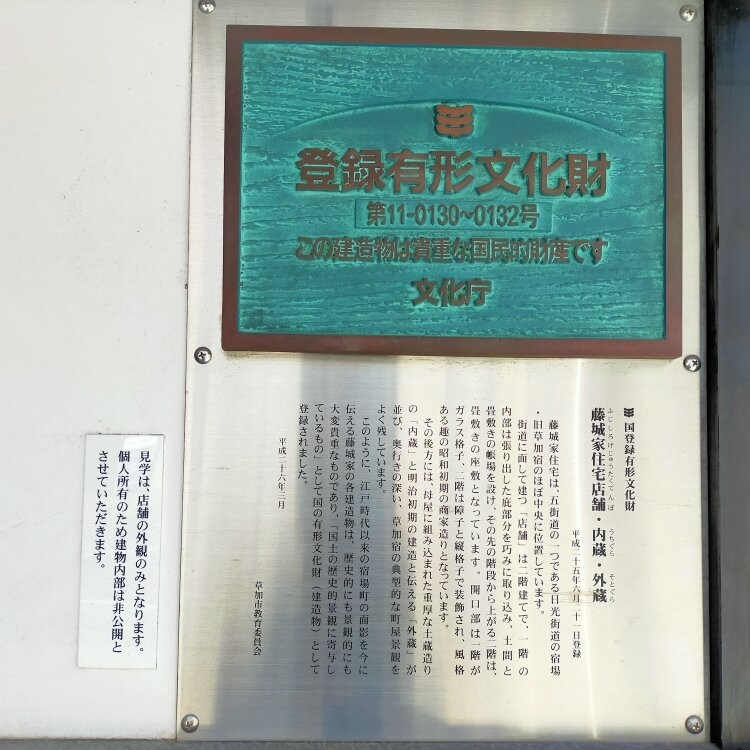 登録有形文化財
第11-0130~0132号
この建造物は貴重な国民的財産です
文化庁
国登録有形文化財
ふじしろけじゅうたくてんぽ うちぐら そとぐら
藤城家住宅店舗・内蔵・外蔵
平成二十五年六月二十一日登録
藤城家住宅は、五街道の一つである日光街道の宿場
・旧草加宿のほぼ中央に位置しています。
街道に面して建つ「店舗」は二階建てで、一階の
内部は張り出した庇部分を巧みに取り込み、土間と
畳敷きの帳場を設け、その先の階段から上がる二階は、
畳敷きの座敷となっています。開口部は一階が
ガラス格子、二階は障子と縦格子で装飾され、風格
ある趣の昭和初期の商家造りとなっています。
その後方には、母屋に組み込まれた重厚な土蔵造り
の「内蔵」と明治初期の建造と伝える「外蔵」が
並び、奥行きの深い、草加宿の典型的な町屋景観を
よく残しています。
このように、江戸時代以来の宿場町の面影を今に
伝える藤城家の各建造物は、歴史的にも景観的にも
大変貴重なものであり、「国土の歴史的景観に寄与し
ているもの」として国の有形文化財（建造物）として
登録されました。
平成二十六年三月
草加市教育委員会
見学は、店舗の外観のみとなります。
個人所有のため建物内部は非公開と
させていただきます。